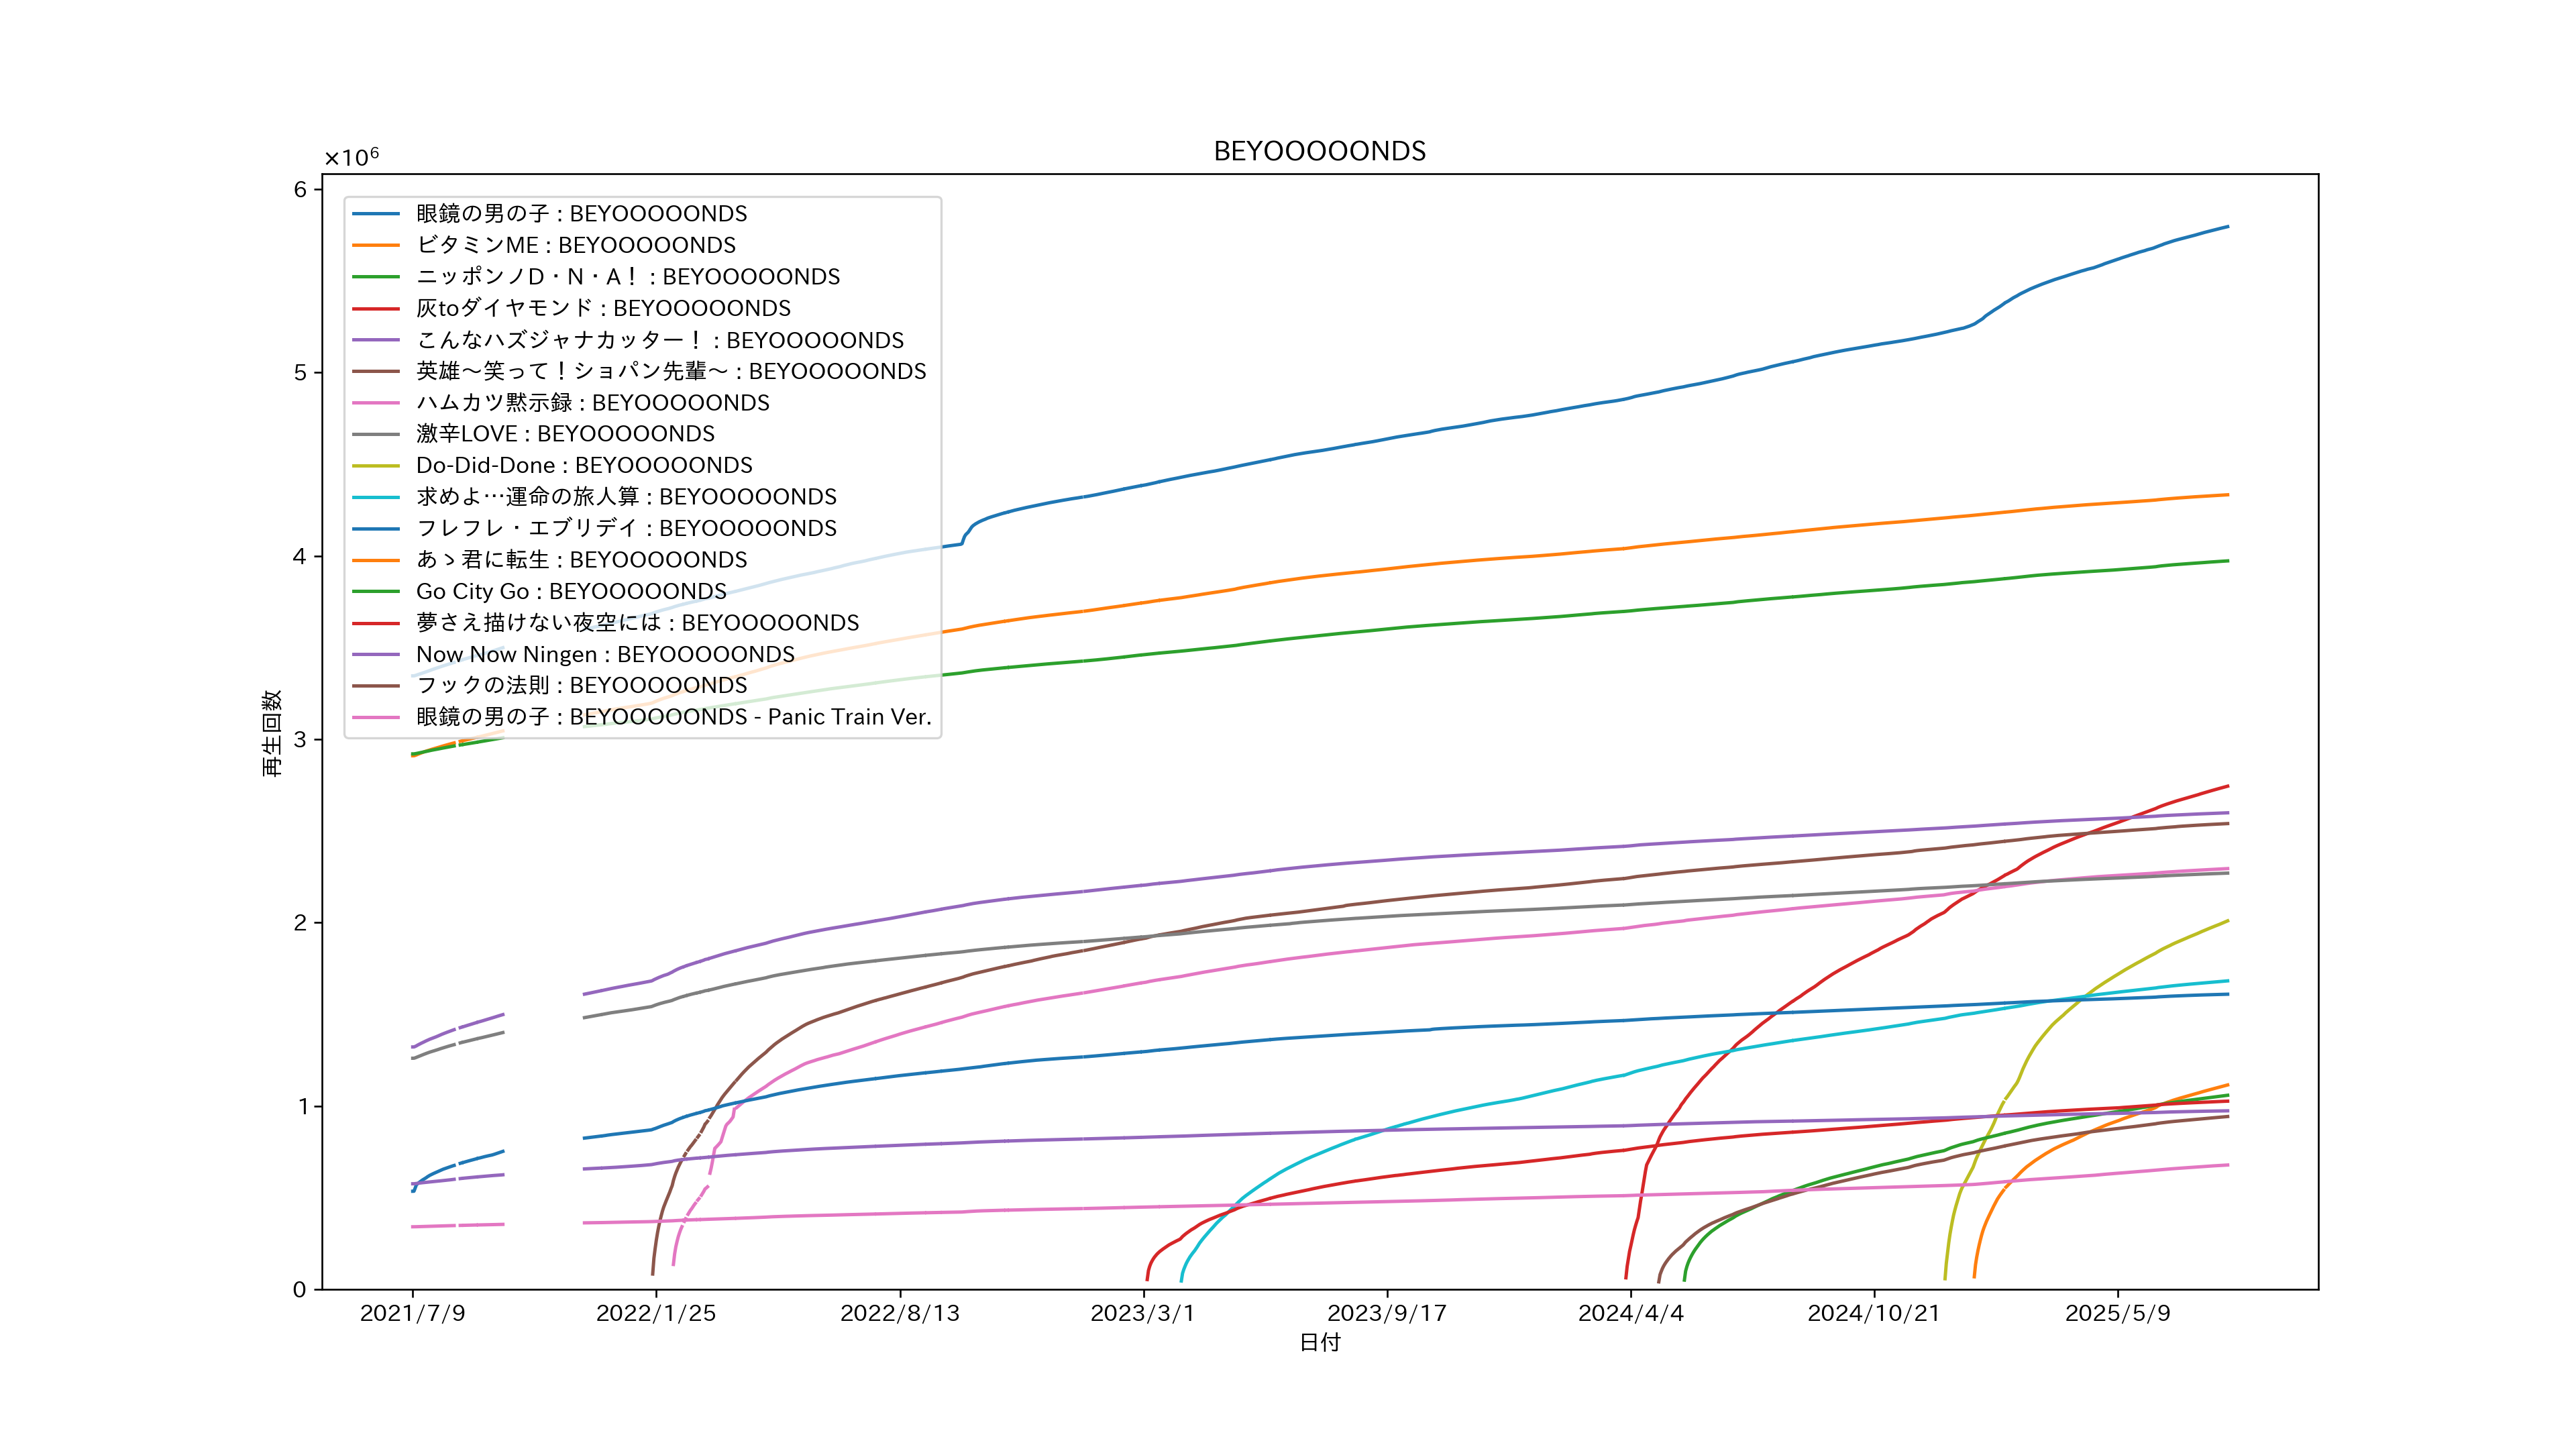 BEYOOOOONDS
×10⁶
6
5
4
3
2
1
0
再生回数
眼鏡の男の子 : BEYOOOOONDS
ビタミンME : BEYOOOOONDS
ニッポンノD・N・A！ : BEYOOOOONDS
灰toダイヤモンド : BEYOOOOONDS
こんなハズジャナカッター！ : BEYOOOOONDS
英雄～笑って！ショパン先輩～ : BEYOOOOONDS
ハムカツ黙示録 : BEYOOOOONDS
激辛LOVE : BEYOOOOONDS
Do-Did-Done : BEYOOOOONDS
求めよ…運命の旅人算 : BEYOOOOONDS
フレフレ・エブリデイ : BEYOOOOONDS
あゝ君に転生 : BEYOOOOONDS
Go City Go : BEYOOOOONDS
夢さえ描けない夜空には : BEYOOOOONDS
Now Now Ningen : BEYOOOOONDS
フックの法則 : BEYOOOOONDS
眼鏡の男の子 : BEYOOOOONDS - Panic Train Ver.
2021/7/9
2022/1/25
2022/8/13
2023/3/1
2023/9/17
2024/4/4
2024/10/21
2025/5/9
日付